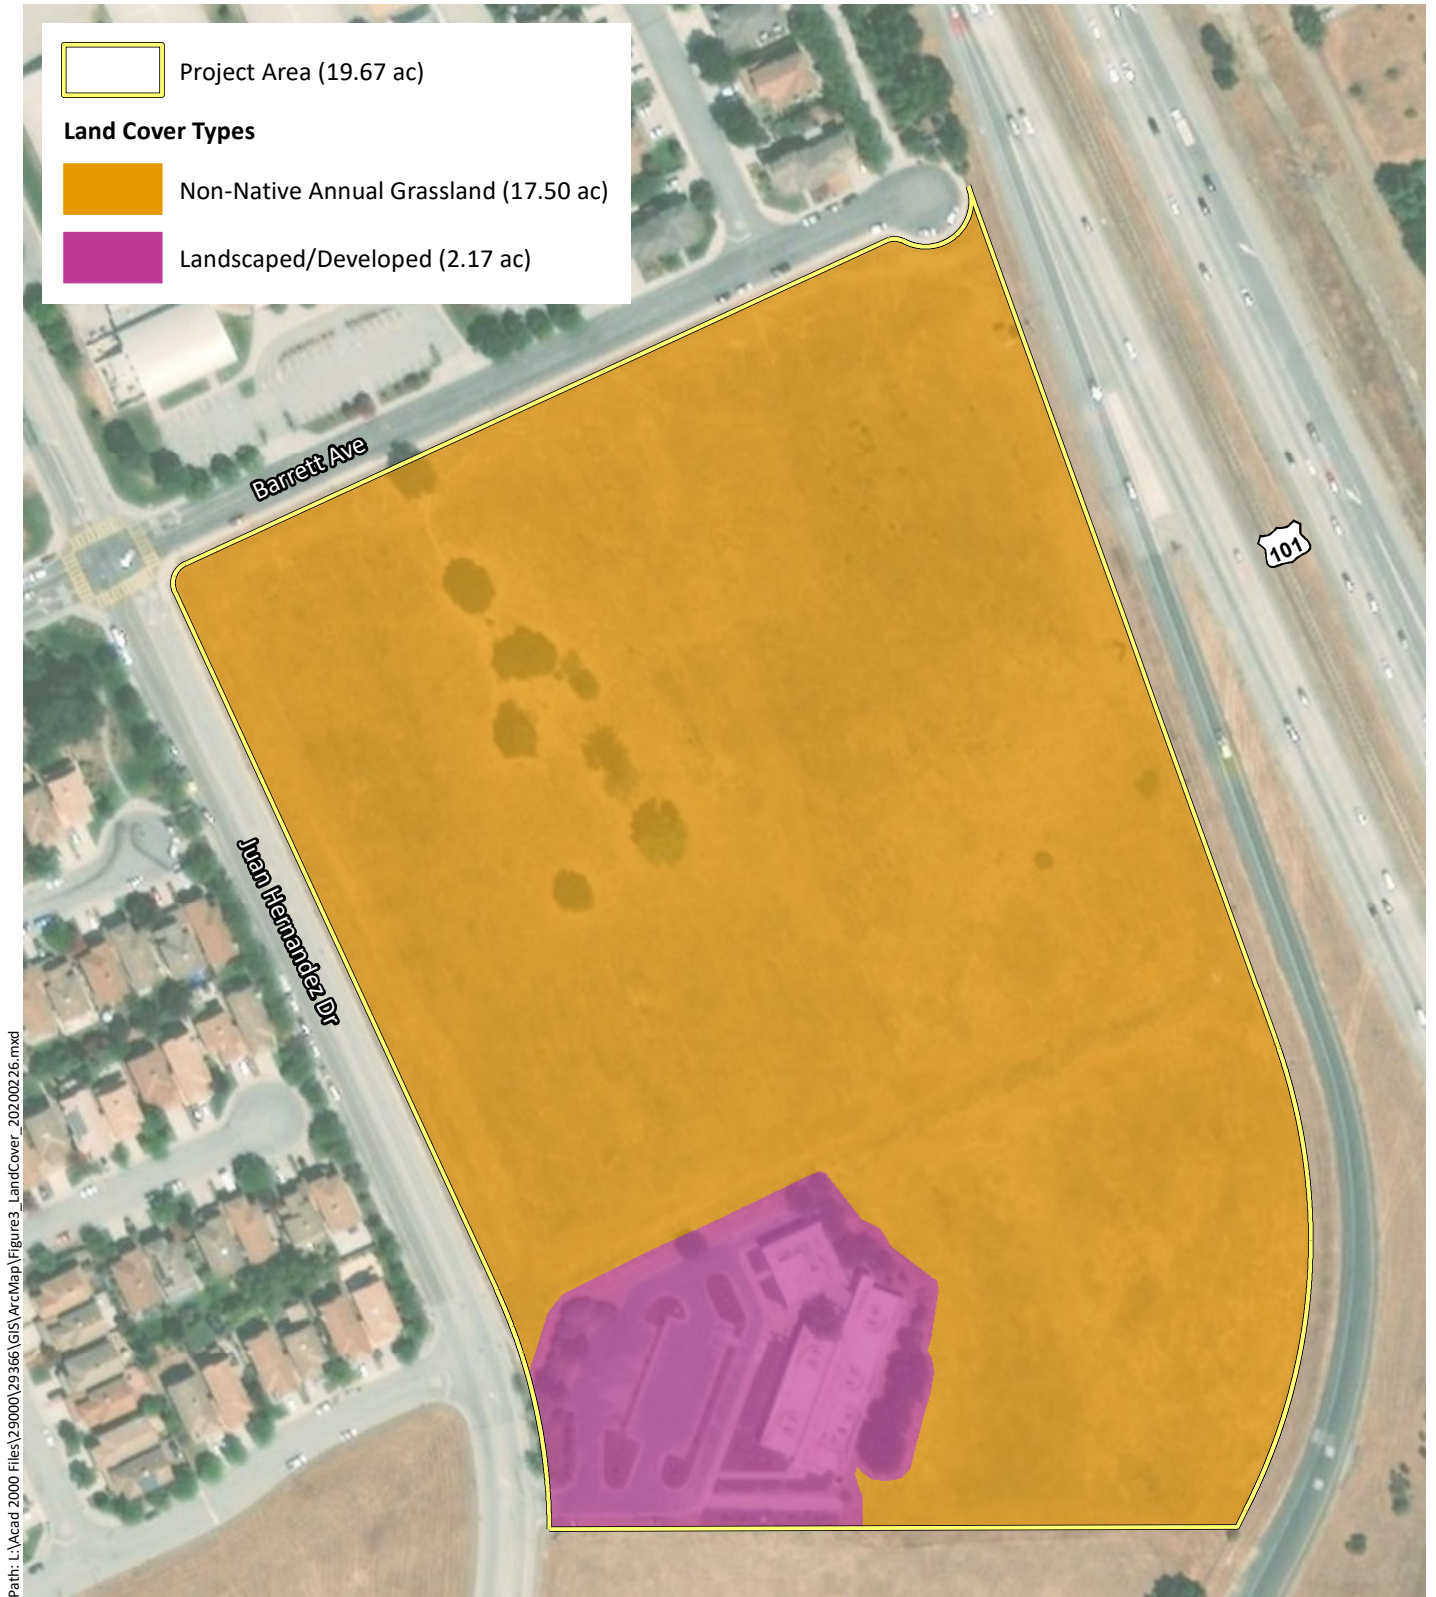 Project Area (19.67 ac)
Land Cover Types
Non-Native Annual Grassland (17.50 ac)
Landscaped/Developed (2.17 ac)
Barrett Ave
101
Juan Hernandez Dr
Path: L:\Acad 2000 Files\29000\29366\GIS\ArcMap\Figure3_LandCover_20200226.mxd